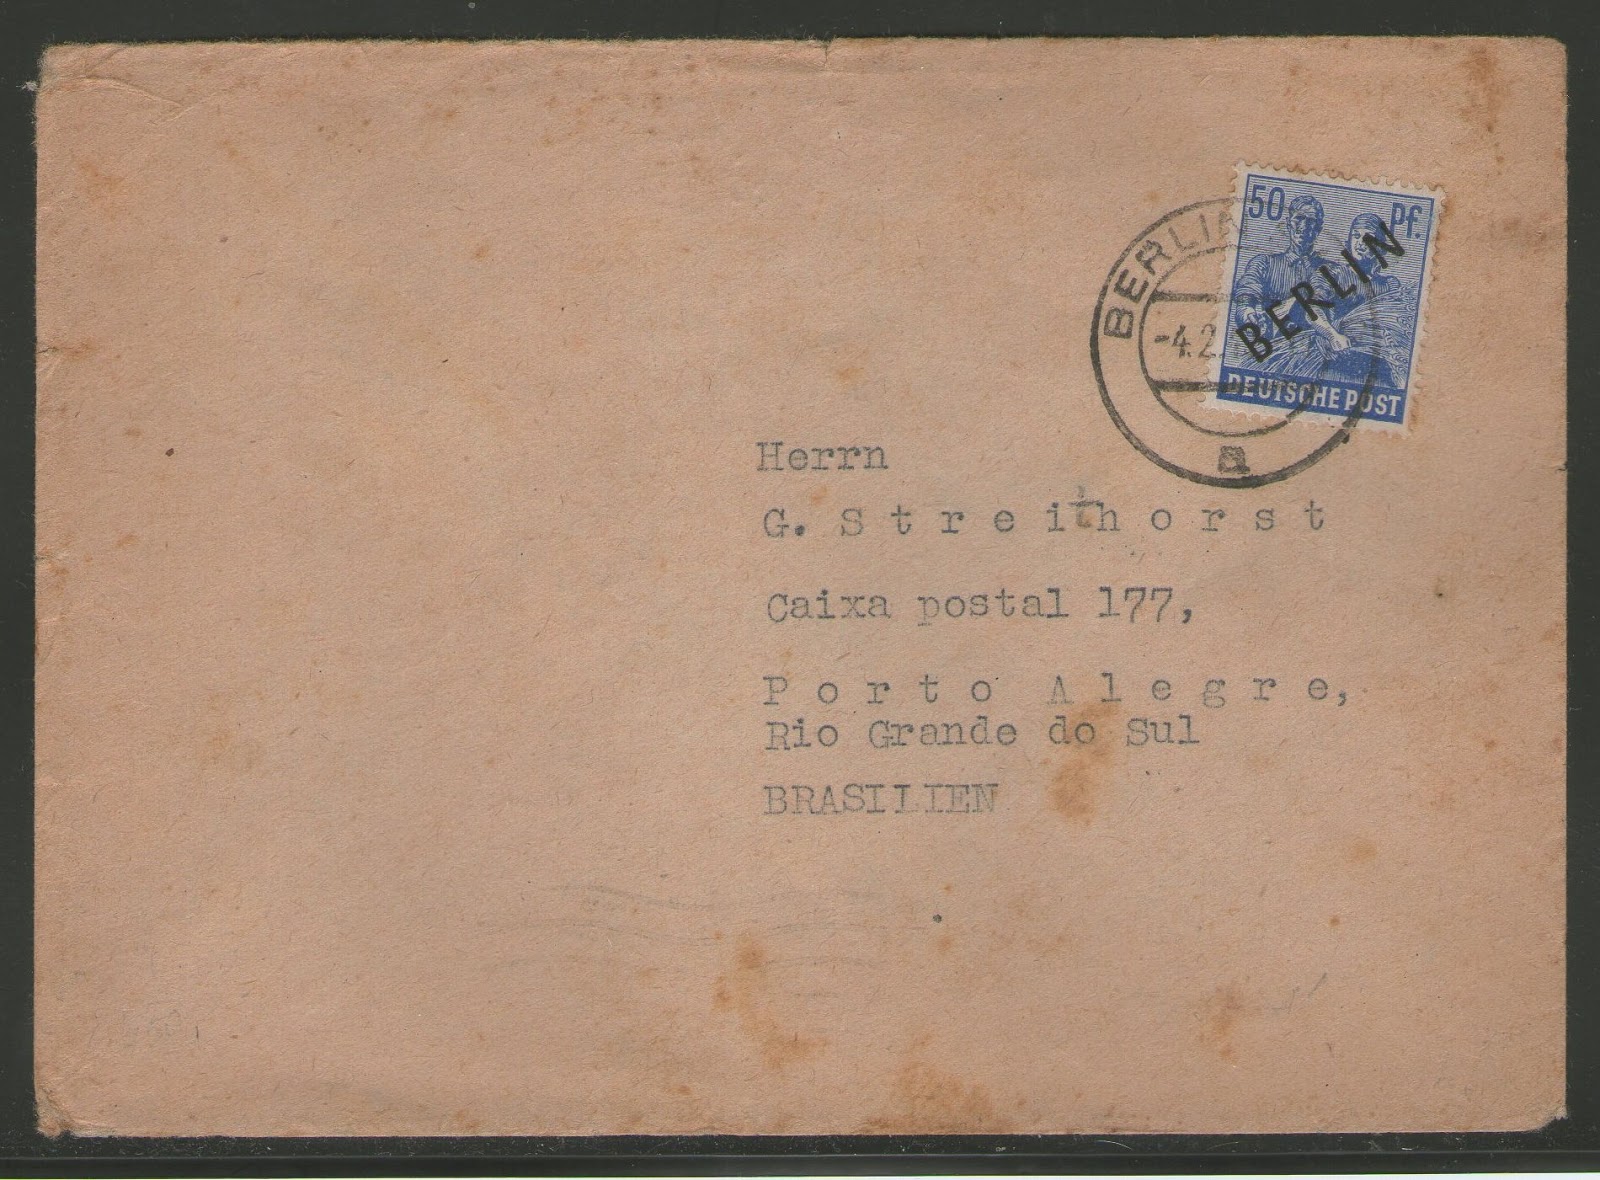 50 Pf.
BERLIN
DEUTSCHE POST
BERLIN
-4.2.
a
Herrn
G. Streithorst
Caixa postal 177,
Porto Alegre,
Rio Grande do Sul
BRASILIEN